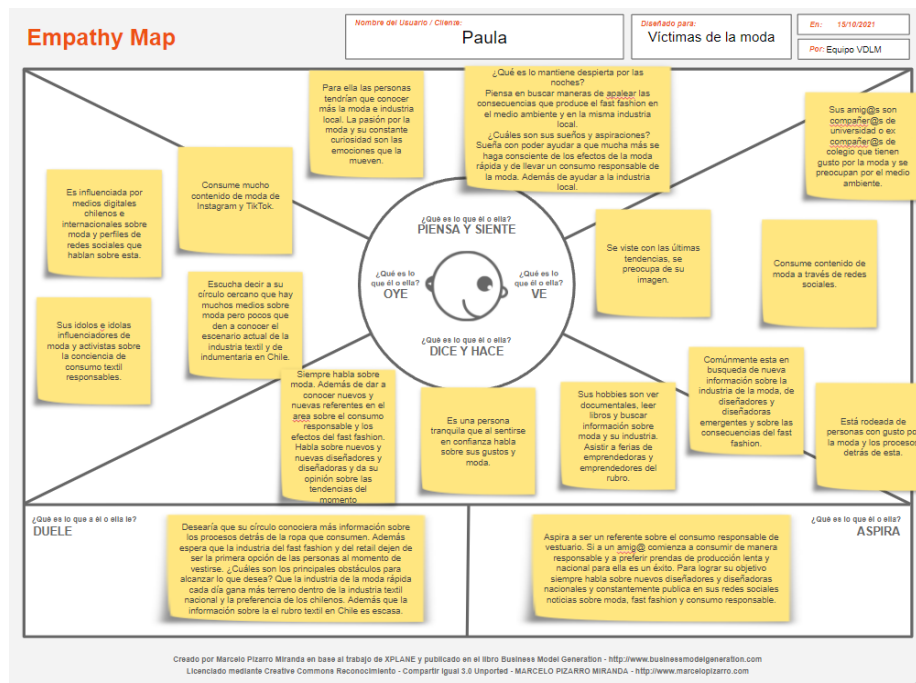 Empathy Map
Nombre del Usuario / Cliente:
Paula
Diseñado para:
Víctimas de la moda
En: 15/10/2021
Por: Equipo VDLM
Para ella las personas
tendrían que conocer
más la moda e industria
local. La pasión por la
moda y su constante
curiosidad son las
emociones que la
mueven.
¿Qué es lo mantiene despierta por las
noches?
Piensa en buscar maneras de apalear las
consecuencias que produce el fast fashion en
el medio ambiente y en la misma industria
local.
¿Cuáles son sus sueños y aspiraciones?
Sueña con poder ayudar a que mucha más se
haga consciente de los efectos de la moda
rápida y de llevar un consumo responsable de
la moda. Además de ayudar a la industria
local.
Sus amig@s son
compañer@s de
universidad o ex
compañer@s de
colegio que tienen
gusto por la moda y se
preocupan por el medio
ambiente.
Es influenciada por
medios digitales
chilenos e
internacionales sobre
moda y perfiles de
redes sociales que
hablan sobre esta.
Consume mucho
contenido de moda de
Instagram y TikTok.
¿Qué es lo que él o ella?
PIENSA Y SIENTE
Se viste con las últimas
tendencias, se
preocupa de su
imagen.
Consume contenido de
moda a través de redes
sociales.
Sus idolos e idolas
influenciadores de
moda y activistas sobre
la conciencia de
consumo textil
responsables.
Escucha decir a su
círculo cercano que hay
muchos medios sobre
moda pero pocos que
den a conocer el
escenario actual de la
industria textil y de
indumentaria en Chile.
¿Qué es lo
que él o ella?
OYE
¿Qué es lo
que él o ella?
VE
¿Qué es lo que él o ella?
DICE Y HACE
Siempre habla sobre
moda. Además de dar a
conocer nuevos y
nuevas referentes en el
area sobre el consumo
responsable y los
efectos del fast fashion.
Habla sobre nuevos y
nuevas diseñadores y
diseñadoras y da su
opinión sobre las
tendencias del
momento
Es una persona
tranquila que al sentirse
en confianza habla
sobre sus gustos y
moda.
Sus hobbies son ver
documentales, leer
libros y buscar
información sobre
moda y su industria.
Asistir a ferias de
emprendedoras y
emprendedores del
rubro.
Comúnmente esta en
busqueda de nueva
información sobre la
industria de la moda, de
diseñadores y
diseñadoras
emergentes y sobre las
consecuencias del fast
fashion.
Está rodeada de
personas con gusto por
la moda y los procesos
detrás de esta.
¿Qué es lo que a él o ella le?
DUELE
Desearía que su círculo conociera más información sobre
los procesos detrás de la ropa que consumen. Además
espera que la industria del fast fashion y del retail dejen de
ser la primera opción de las personas al momento de
vestirse. ¿Cuáles son los principales obstáculos para
alcanzar lo que desea? Que la industria de la moda rápida
cada día gana más terreno dentro de la industria textil
nacional y la preferencia de los chilenos. Además que la
información sobre la el rubro textil en Chile es escasa.
¿Qué es lo que él o ella?
ASPIRA
Aspira a ser un referente sobre el consumo responsable de
vestuario. Si a un amig@ comienza a consumir de manera
responsable y a preferir prendas de producción lenta y
nacional para ella es un éxito. Para lograr su objetivo
siempre habla sobre nuevos diseñadores y diseñadoras
nacionales y constantemente publica en sus redes sociales
noticias sobre moda, fast fashion y consumo responsable.
Creado por Marcelo Pizarro Miranda en base al trabajo de XPLANE y publicado en el libro Business Model Generation - http://www.businessmodelgeneration.com
Licenciado mediante Creative Commons Reconocimiento - Compartir Igual 3.0 Unported - MARCELO PIZARRO MIRANDA - http://www.marcelopizarro.com